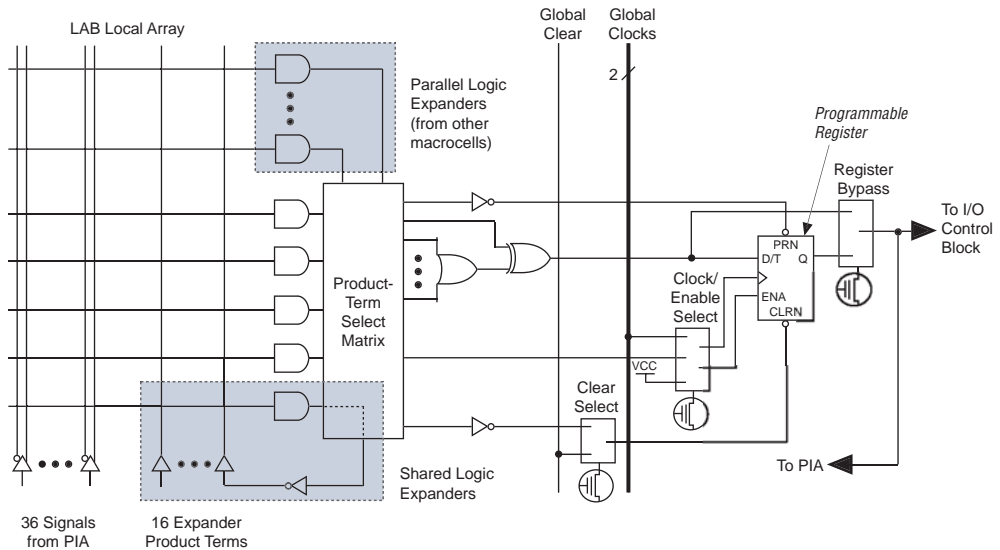 LAB Local Array
Global
Clear
Global
Clocks
2
Parallel Logic
Expanders
(from other
macrocells)
Programmable
Register
Register
Bypass
To I/O
Control
Block
PRN
D/T
Q
ENA
CLRN
Clock/
Enable
Select
Product-
Term
Select
Matrix
VCC
Clear
Select
To PIA
Shared Logic
Expanders
36 Signals
from PIA
16 Expander
Product Terms